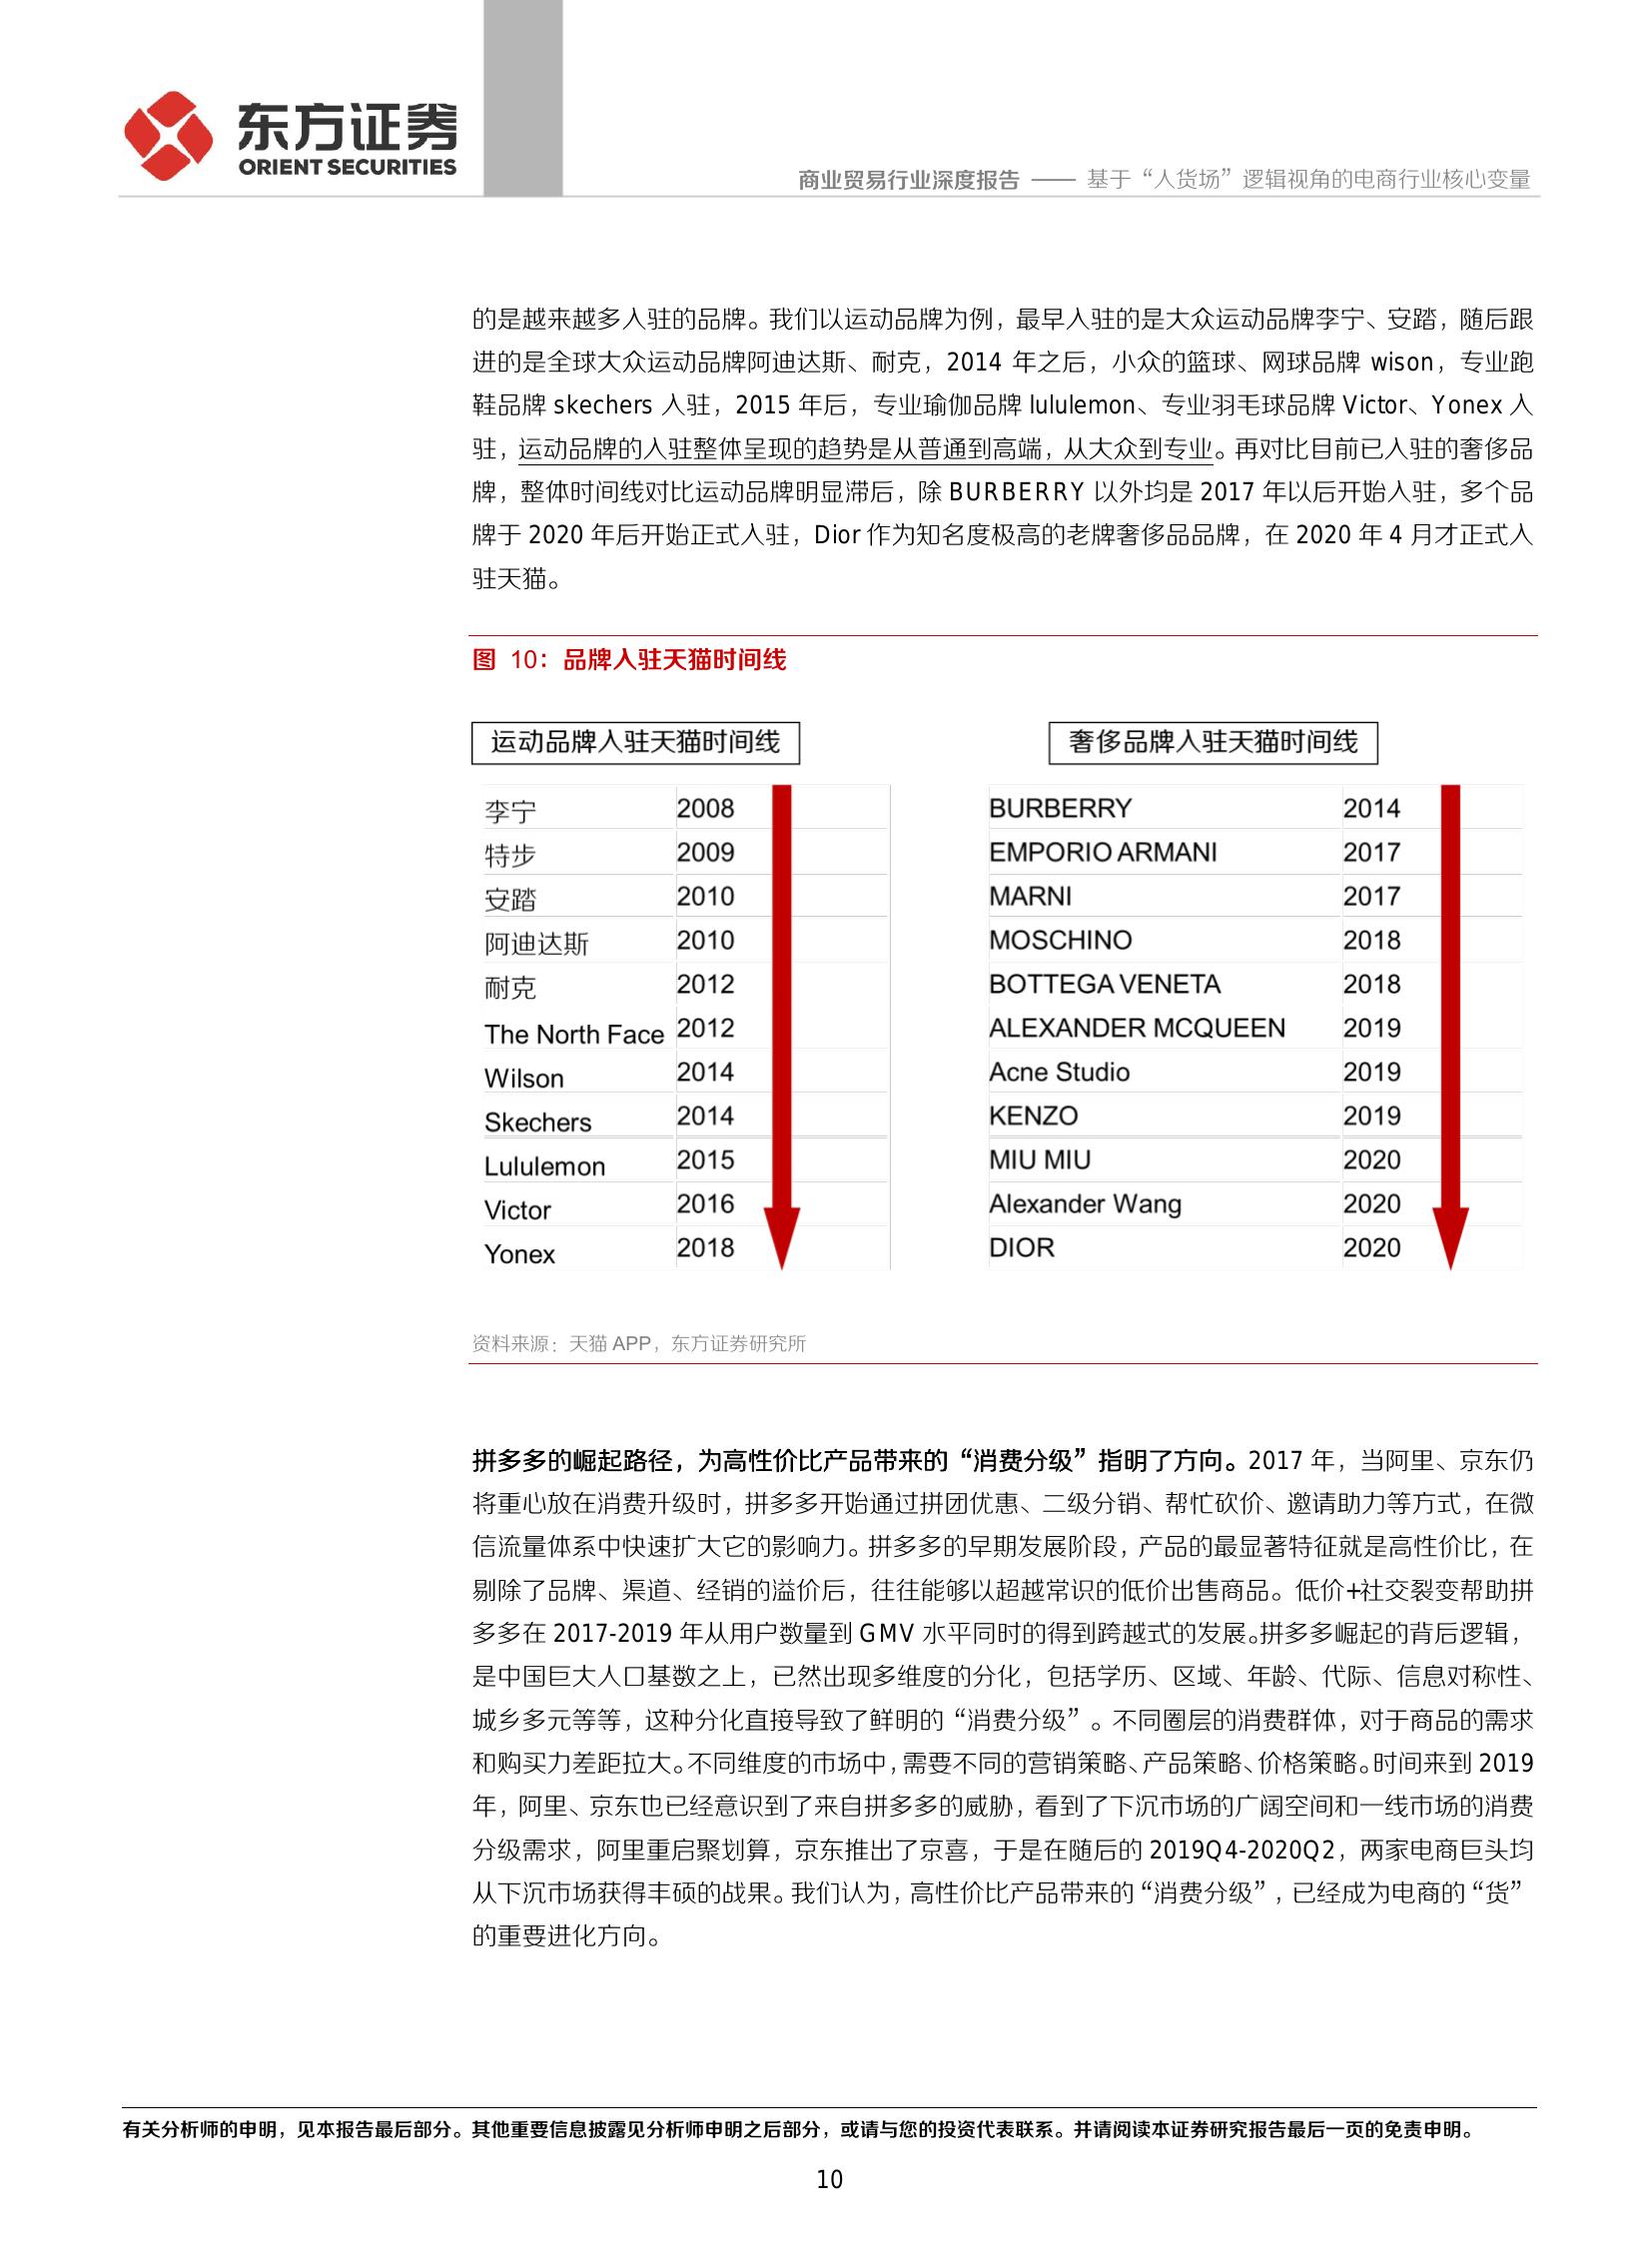 东方证券
ORIENT SECURITIES
商业贸易行业深度报告 —— 基于“人货场”逻辑视角的电商行业核心变量
的是越来越多入驻的品牌。我们以运动品牌为例，最早入驻的是大众运动品牌李宁、安踏，随后跟
进的是全球大众运动品牌阿迪达斯、耐克，2014 年之后，小众的篮球、网球品牌 wison，专业跑
鞋品牌 skechers 入驻，2015 年后，专业瑜伽品牌 lululemon、专业羽毛球品牌 Victor、Yonex 入
驻，运动品牌的入驻整体呈现的趋势是从普通到高端，从大众到专业。再对比目前已入驻的奢侈品
牌，整体时间线对比运动品牌明显滞后，除 BURBERRY 以外均是 2017 年以后开始入驻，多个品
牌于 2020 年后开始正式入驻，Dior 作为知名度极高的老牌奢侈品品牌，在 2020 年 4 月才正式入
驻天猫。
图 10：品牌入驻天猫时间线
运动品牌入驻天猫时间线
李宁 2008
特步 2009
安踏 2010
阿迪达斯 2010
耐克 2012
The North Face 2012
Wilson 2014
Skechers 2014
Lululemon 2015
Victor 2016
Yonex 2018
奢侈品牌入驻天猫时间线
BURBERRY 2014
EMPORIO ARMANI 2017
MARNI 2017
MOSCHINO 2018
BOTTEGA VENETA 2018
ALEXANDER MCQUEEN 2019
Acne Studio 2019
KENZO 2019
MIU MIU 2020
Alexander Wang 2020
DIOR 2020
资料来源：天猫 APP，东方证券研究所
拼多多的崛起路径，为高性价比产品带来的“消费分级”指明了方向。2017 年，当阿里、京东仍
将重心放在消费升级时，拼多多开始通过拼团优惠、二级分销、帮忙砍价、邀请助力等方式，在微
信流量体系中快速扩大它的影响力。拼多多的早期发展阶段，产品的最显著特征就是高性价比，在
剔除了品牌、渠道、经销的溢价后，往往能够以超越常识的低价出售商品。低价+社交裂变帮助拼
多多在 2017-2019 年从用户数量到 GMV 水平同时的得到跨越式的发展。拼多多崛起的背后逻辑，
是中国巨大人口基数之上，已然出现多维度的分化，包括学历、区域、年龄、代际、信息对称性、
城乡多元等等，这种分化直接导致了鲜明的“消费分级”。不同圈层的消费群体，对于商品的需求
和购买力差距拉大。不同维度的市场中，需要不同的营销策略、产品策略、价格策略。时间来到 2019
年，阿里、京东也已经意识到了来自拼多多的威胁，看到了下沉市场的广阔空间和一线市场的消费
分级需求，阿里重启聚划算，京东推出了京喜，于是在随后的 2019Q4-2020Q2，两家电商巨头均
从下沉市场获得丰硕的战果。我们认为，高性价比产品带来的“消费分级”，已经成为电商的“货”
的重要进化方向。
有关分析师的申明，见本报告最后部分。其他重要信息披露见分析师申明之后部分，或请与您的投资代表联系。并请阅读本证券研究报告最后一页的免责申明。
10